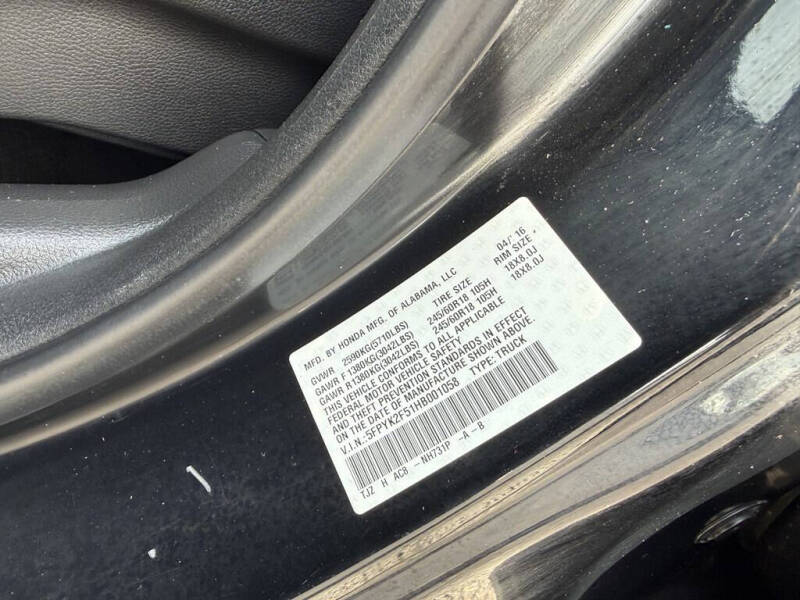 MFD. BY HONDA MFG. OF ALABAMA, LLC 04/16
GVWR 2590KG(5710LBS) TIRE SIZE RIM SIZE
GAWR F 1380KG(3042LBS) 245/60R18 105H 18X8.0J
GAWR R 1380KG(3042LBS) 245/60R18 105H 18X8.0J
THIS VEHICLE CONFORMS TO ALL APPLICABLE
FEDERAL MOTOR VEHICLE SAFETY
AND THEFT PREVENTION STANDARDS IN EFFECT
ON THE DATE OF MANUFACTURE SHOWN ABOVE.
V.I.N.:5FPYK2F51HB001058 TYPE: TRUCK
TJZ H AC8 -NH731P -A -B